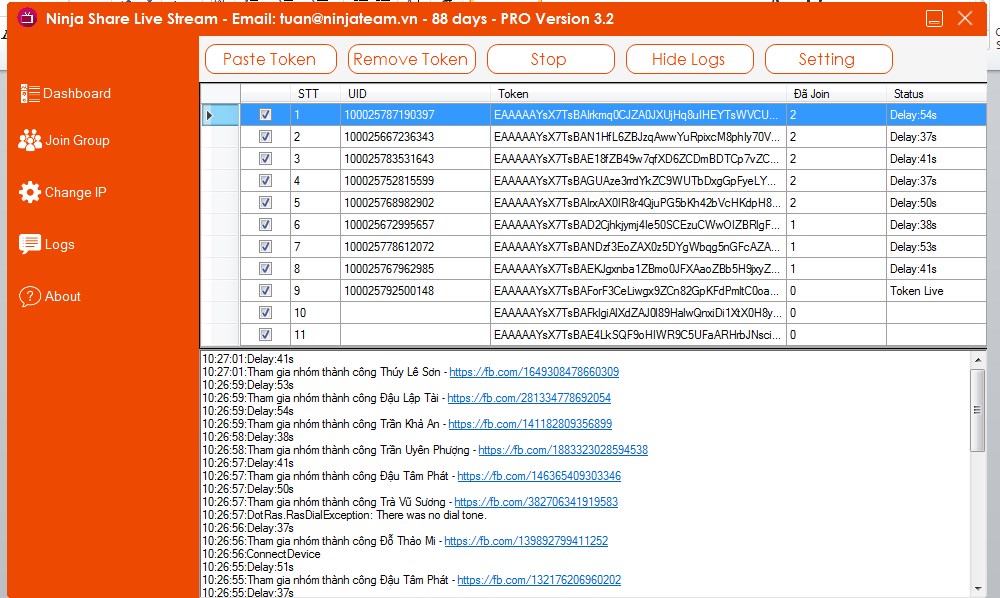 Ninja Share Live Stream - Email: tuan@ninjateam.vn - 88 days - PRO Version 3.2
Paste Token Remove Token Stop Hide Logs Setting
Dashboard
Join Group
Change IP
Logs
About
STT UID Token Đã Join Status
1 100025787190397 EAAAAAYsX7TsBAIrkmq0CJZA0JXUjHq8uIHEYTsWVCU... 2 Delay:54s
2 100025667236343 EAAAAAYsX7TsBAN1HfL6ZBJzqAwwYuRpixcM8phIy70V... 2 Delay:37s
3 100025783531643 EAAAAAYsX7TsBAE18fZB49w7qfXD6ZCDmBDTCp7vZC... 2 Delay:41s
4 100025752815599 EAAAAAYsX7TsBAGUAze3rrdYkZC9WUTbDxgGpFyeLY... 2 Delay:37s
5 100025768982902 EAAAAAYsX7TsBAIrxAX0IR8r4QjuPG5bKh42bVcHKdpH8... 2 Delay:50s
6 100025672995657 EAAAAAYsX7TsBAD2Cjhkjymj4Ie50SCEzuCWwOIZBRIgF... 1 Delay:38s
7 100025778612072 EAAAAAYsX7TsBANDzf3EoZAX0z5DYgWbqg5nGFcAZA... 1 Delay:53s
8 100025767962985 EAAAAAYsX7TsBAEKJgxnba1ZBmo0JFXAaoZBb5H9jxyZ... 1 Delay:41s
9 100025792500148 EAAAAAYsX7TsBAForF3CeLiwgx9ZCn82GpKFdPmltC0oa... 0 Token Live
10 EAAAAAYsX7TsBAFklgiAlXdZAJ0I89HalwQnxiDi1XtX0H8y... 0
11 EAAAAAYsX7TsBAE4LkSQF9oHIWR9C5UFaARHrbJNsci... 0
10:27:01:Delay:41s
10:27:01:Tham gia nhóm thành công Thúy Lê Sơn - https://fb.com/1649308478660309
10:26:59:Delay:53s
10:26:59:Tham gia nhóm thành công Đậu Lập Tài - https://fb.com/281334778692054
10:26:59:Delay:54s
10:26:59:Tham gia nhóm thành công Trần Khả An - https://fb.com/141182809356899
10:26:58:Delay:38s
10:26:58:Tham gia nhóm thành công Trần Uyên Phượng - https://fb.com/1883323028594538
10:26:57:Delay:41s
10:26:57:Tham gia nhóm thành công Đậu Tâm Phát - https://fb.com/146365409303346
10:26:57:Delay:50s
10:26:57:Tham gia nhóm thành công Trà Vũ Sương - https://fb.com/382706341919583
10:26:57:DotRas.RasDialException: There was no dial tone.
10:26:56:Delay:37s
10:26:56:Tham gia nhóm thành công Đỗ Thảo Mi - https://fb.com/139892799411252
10:26:56:ConnectDevice
10:26:55:Delay:51s
10:26:55:Tham gia nhóm thành công Đậu Tâm Phát - https://fb.com/132176206960202
10:26:55:Delay:37s